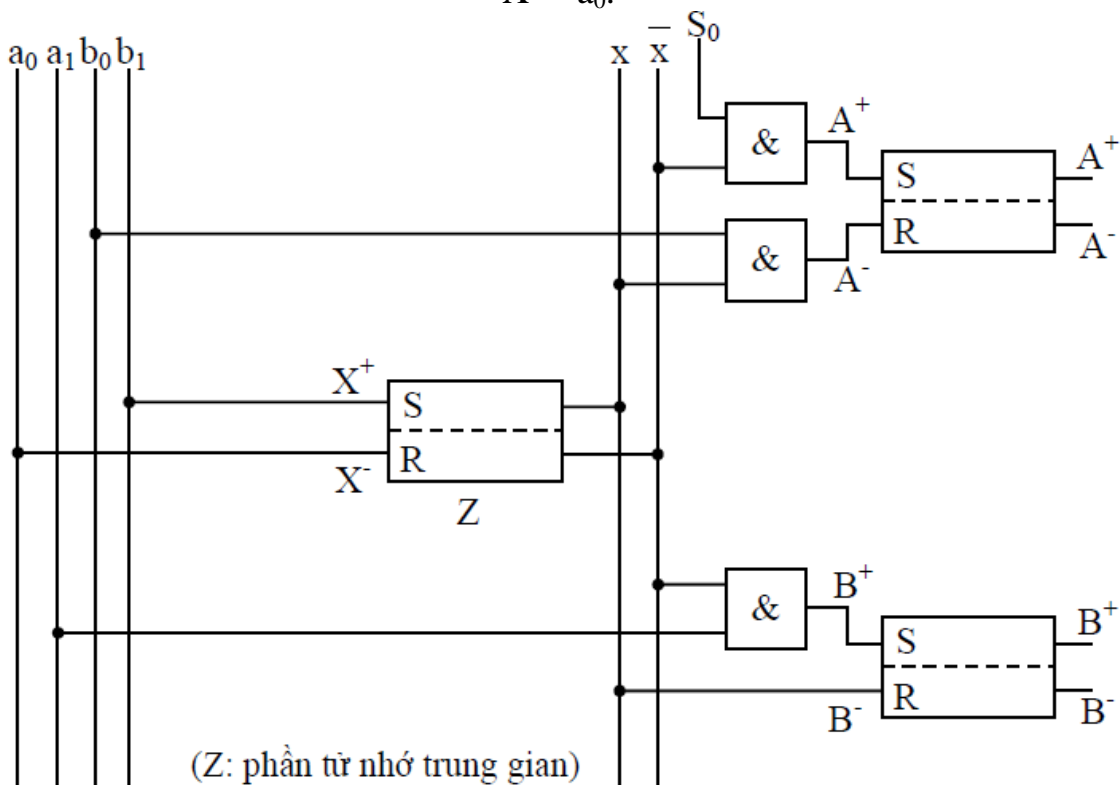 a₀.
a₀ a₁ b₀ b₁ x x̅ S₀
& A⁺ S A⁺
& A⁻ R A⁻
X⁺ S
X⁻ R
Z
& B⁺ S B⁺
B⁻ R B⁻
(Z: phần tử nhớ trung gian)